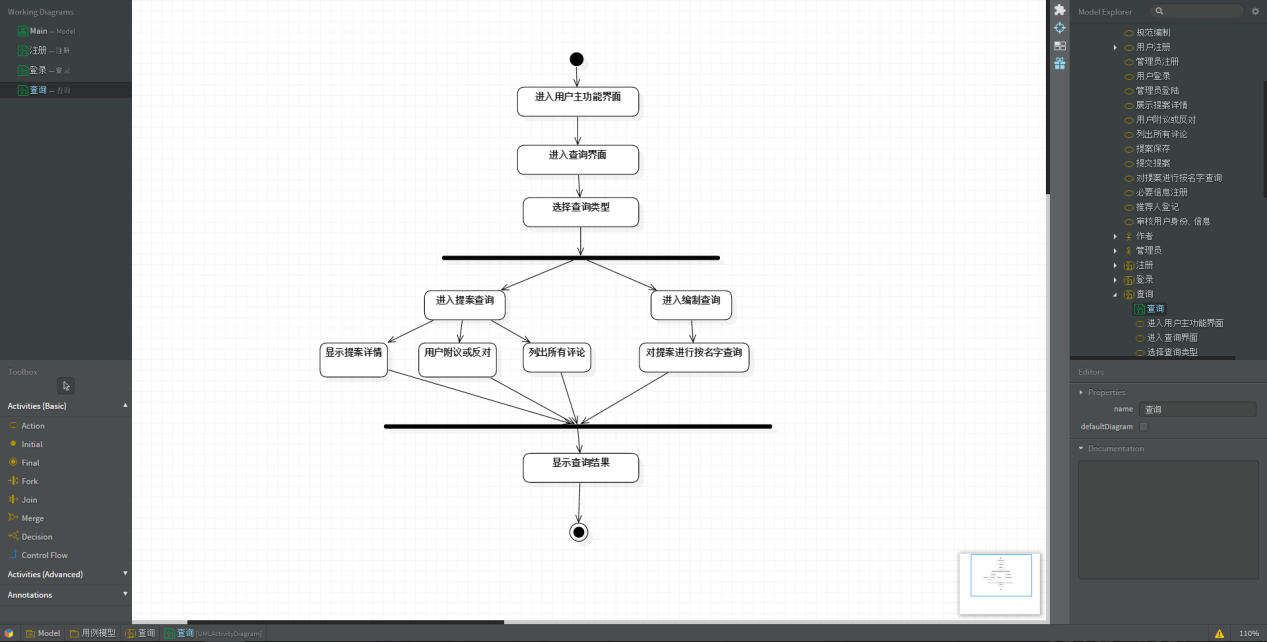 Working Diagrams
Main — Model
注册 — 注册
登录 — 登录
查询 — 查询
Toolbox
Activities (Basic)
Action
Initial
Final
Fork
Join
Merge
Decision
Control Flow
Activities (Advanced)
Annotations
进入用户主功能界面
进入查询界面
选择查询类型
进入提案查询
进入编制查询
显示提案详情
用户附议或反对
列出所有评论
对提案进行按名字查询
显示查询结果
Model Explorer
规范编制
用户注册
管理员注册
用户登录
管理员登陆
展示提案详情
用户附议或反对
列出所有评论
提案保存
提交提案
对提案进行按名字查询
必要信息注册
推荐人登记
审核用户身份、信息
作者
管理员
注册
登录
查询
查询
进入用户主功能界面
进入查询界面
选择查询类型
Editors
Properties
name 查询
defaultDiagram
Documentation
Model 用例模型 查询 查询 [UMLActivityDiagram]
110%